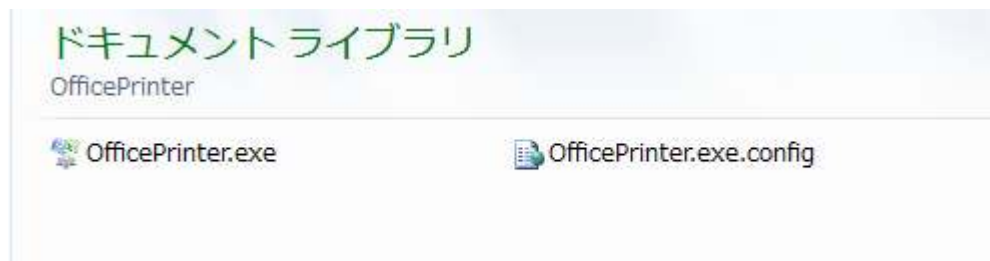 ドキュメント ライブラリ
OfficePrinter
OfficePrinter.exe OfficePrinter.exe.config